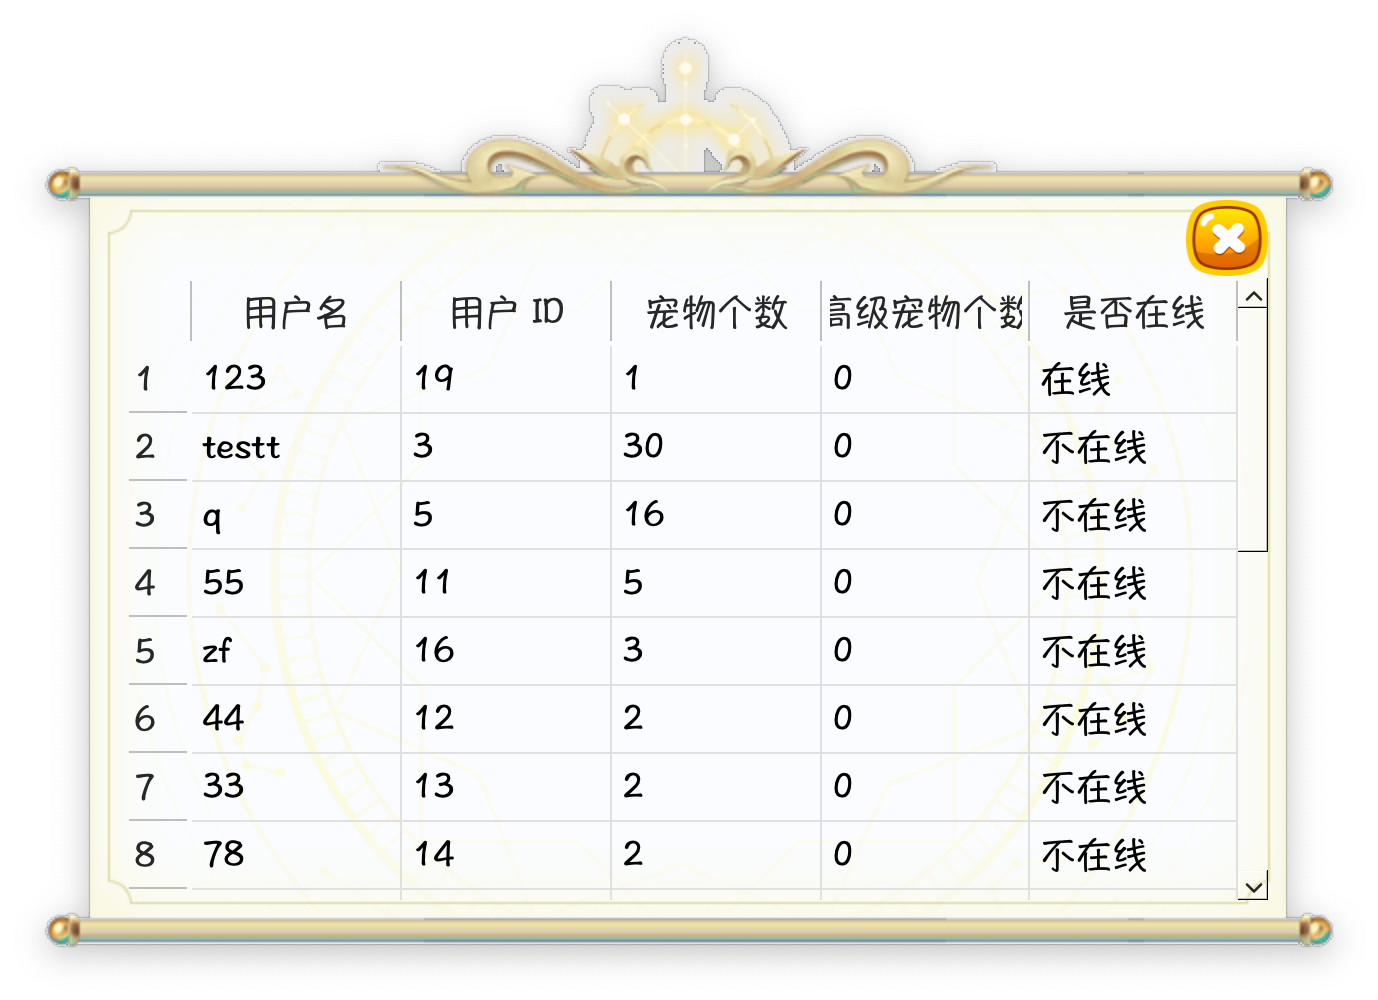 用户名 用户 ID 宠物个数 高级宠物个数 是否在线
1 123 19 1 0 在线
2 testt 3 30 0 不在线
3 q 5 16 0 不在线
4 55 11 5 0 不在线
5 zf 16 3 0 不在线
6 44 12 2 0 不在线
7 33 13 2 0 不在线
8 78 14 2 0 不在线